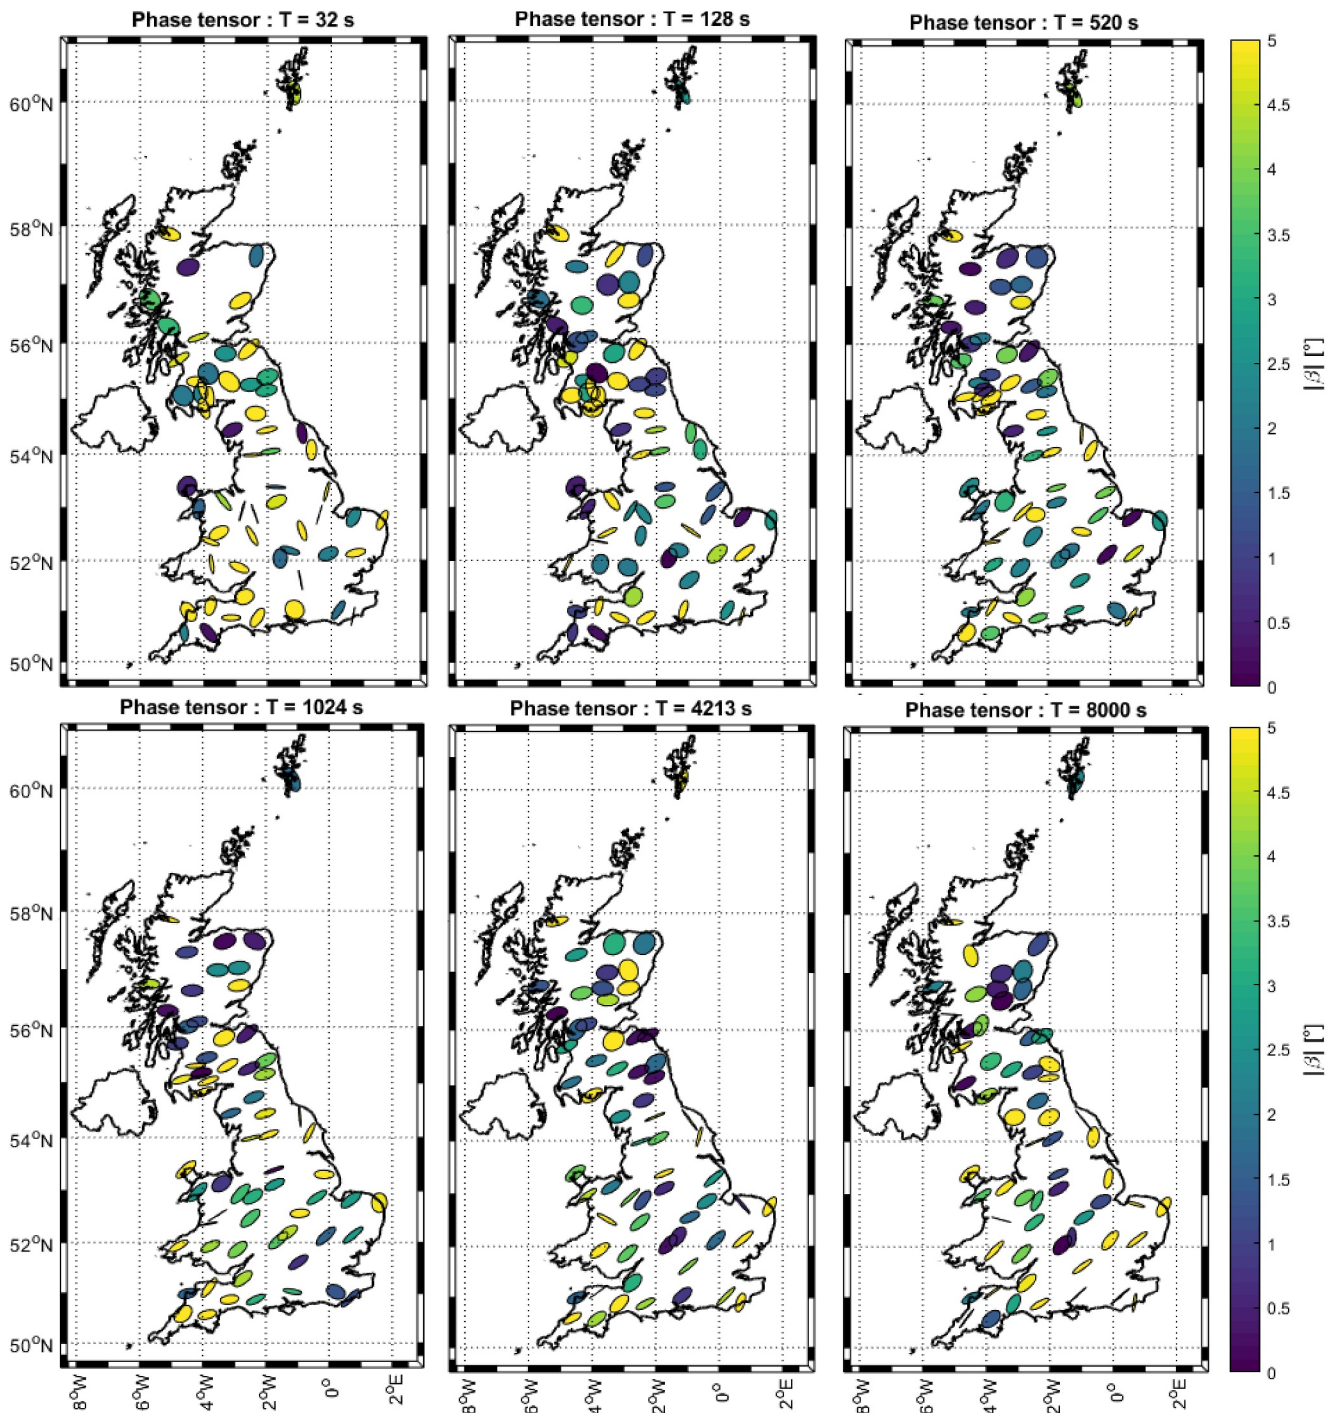 Phase tensor : T = 32 s
Phase tensor : T = 128 s
Phase tensor : T = 520 s
60°N
58°N
56°N
54°N
52°N
50°N
5
4.5
4
3.5
3
2.5
2
1.5
1
0.5
0
|β| [°]
Phase tensor : T = 1024 s
Phase tensor : T = 4213 s
Phase tensor : T = 8000 s
60°N
58°N
56°N
54°N
52°N
50°N
8°W
6°W
4°W
2°W
0°
2°E
8°W
6°W
4°W
2°W
0°
2°E
8°W
6°W
4°W
2°W
0°
2°E
5
4.5
4
3.5
3
2.5
2
1.5
1
0.5
0
|β| [°]